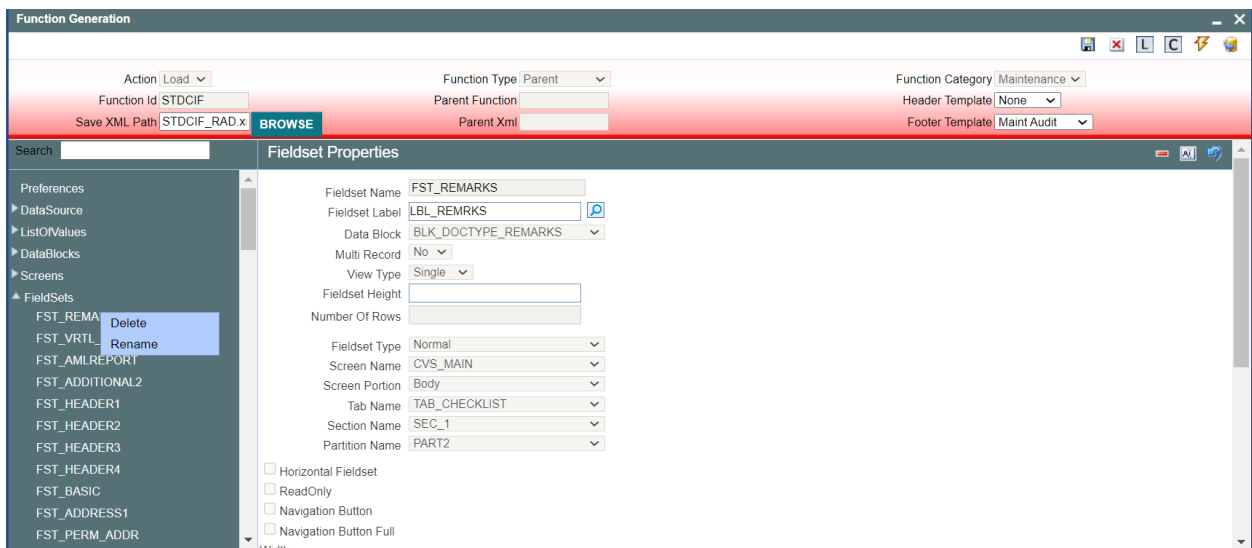 Function Generation
L C
Action Load Function Type Parent Function Category Maintenance
Function Id STDCIF Parent Function Header Template None
Save XML Path STDCIF_RAD.x BROWSE Parent Xml Footer Template Maint Audit
Search Fieldset Properties
Preferences
DataSource
ListOfValues
DataBlocks
Screens
FieldSets
FST_REMA
Delete
Rename
FST_VRTL_
FST_AMLREPORT
FST_ADDITIONAL2
FST_HEADER1
FST_HEADER2
FST_HEADER3
FST_HEADER4
FST_BASIC
FST_ADDRESS1
FST_PERM_ADDR
Fieldset Name FST_REMARKS
Fieldset Label LBL_REMRKS
Data Block BLK_DOCTYPE_REMARKS
Multi Record No
View Type Single
Fieldset Height
Number Of Rows
Fieldset Type Normal
Screen Name CVS_MAIN
Screen Portion Body
Tab Name TAB_CHECKLIST
Section Name SEC_1
Partition Name PART2
Horizontal Fieldset
ReadOnly
Navigation Button
Navigation Button Full